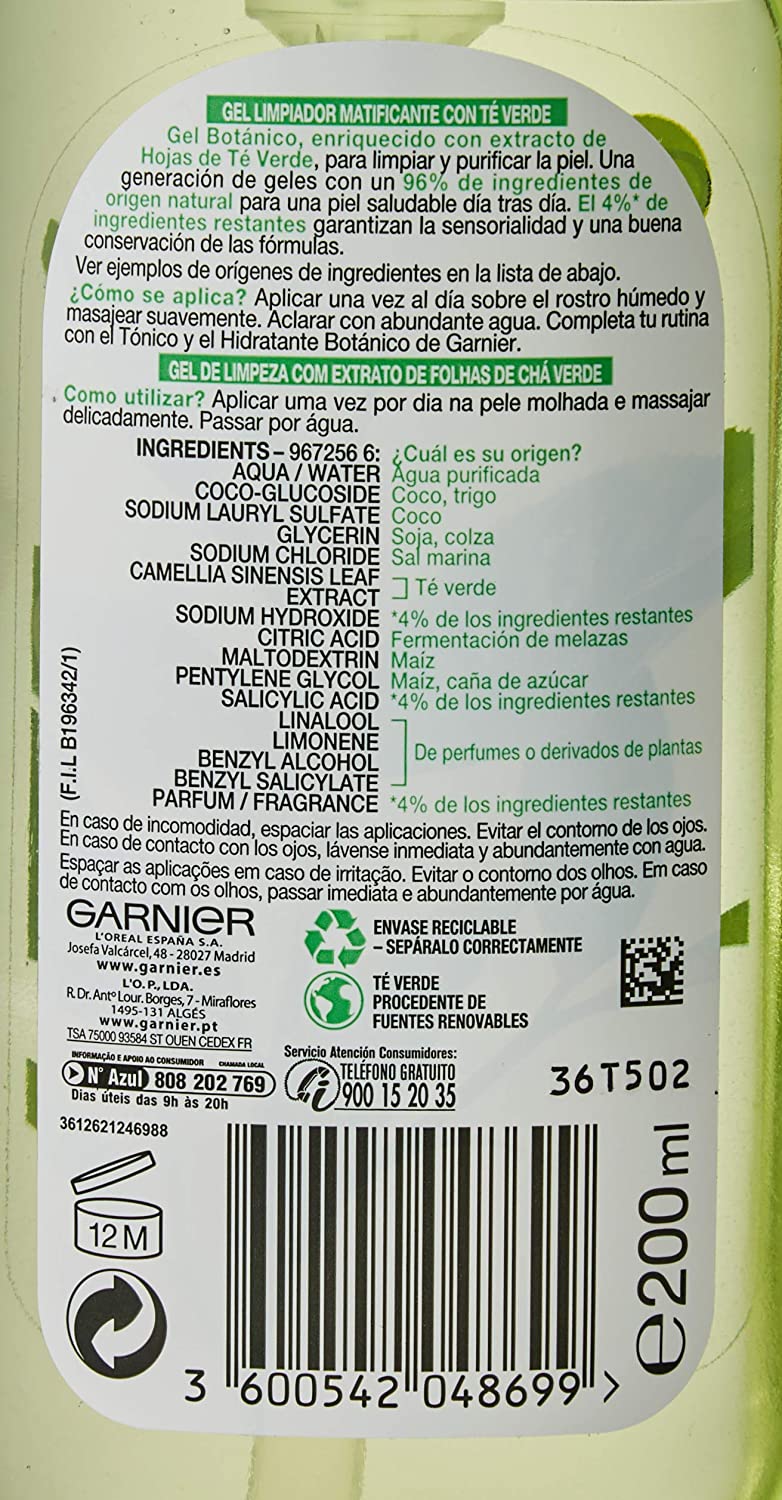 GEL LIMPIADOR MATIFICANTE CON TÉ VERDE
Gel Botánico, enriquecido con extracto de
Hojas de Té Verde, para limpiar y purificar la piel. Una
generación de geles con un 96% de ingredientes de
origen natural para una piel saludable día tras día. El 4%* de
ingredientes restantes garantizan la sensorialidad y una buena
conservación de las fórmulas.
Ver ejemplos de orígenes de ingredientes en la lista de abajo.
¿Cómo se aplica? Aplicar una vez al día sobre el rostro húmedo y
masajear suavemente. Aclarar con abundante agua. Completa tu rutina
con el Tónico y el Hidratante Botánico de Garnier.
GEL DE LIMPEZA COM EXTRATO DE FOLHAS DE CHÁ VERDE
Como utilizar? Aplicar uma vez por dia na pele molhada e massajar
delicadamente. Passar por água.
INGREDIENTS – 967256 6: ¿Cuál es su origen?
AQUA / WATER Agua purificada
COCO-GLUCOSIDE Coco, trigo
SODIUM LAURYL SULFATE Coco
GLYCERIN Soja, colza
SODIUM CHLORIDE Sal marina
CAMELLIA SINENSIS LEAF
EXTRACT Té verde
SODIUM HYDROXIDE *4% de los ingredientes restantes
CITRIC ACID Fermentación de melazas
MALTODEXTRIN Maíz
PENTYLENE GLYCOL Maíz, caña de azúcar
SALICYLIC ACID *4% de los ingredientes restantes
LINALOOL
LIMONENE
BENZYL ALCOHOL De perfumes o derivados de plantas
BENZYL SALICYLATE
PARFUM / FRAGRANCE *4% de los ingredientes restantes
(F.I.L B196342/1)
En caso de incomodidad, espaciar las aplicaciones. Evitar el contorno de los ojos.
En caso de contacto con los ojos, lávense inmediata y abundantemente con agua.
Espaçar as aplicações em caso de irritação. Evitar o contorno dos olhos. Em caso
de contacto com os olhos, passar imediata e abundantemente por água.
GARNIER
L'OREAL ESPAÑA S.A.
Josefa Valcárcel, 48 - 28027 Madrid
www.garnier.es
L'O. P., LDA.
R. Dr. Antº Lour. Borges, 7 - Miraflores
1495-131 ALGÉS
www.garnier.pt
TSA 75000 93584 ST OUEN CEDEX FR
ENVASE RECICLABLE
– SEPÁRALO CORRECTAMENTE
TÉ VERDE
PROCEDENTE DE
FUENTES RENOVABLES
INFORMAÇÃO E APOIO AO CONSUMIDOR CHAMADA LOCAL
Nº Azul 808 202 769
Dias úteis das 9h às 20h
Servicio Atención Consumidores:
TELÉFONO GRATUITO
900 15 20 35
36T502
3612621246988
12 M
e200 ml
3 600542 048699 >